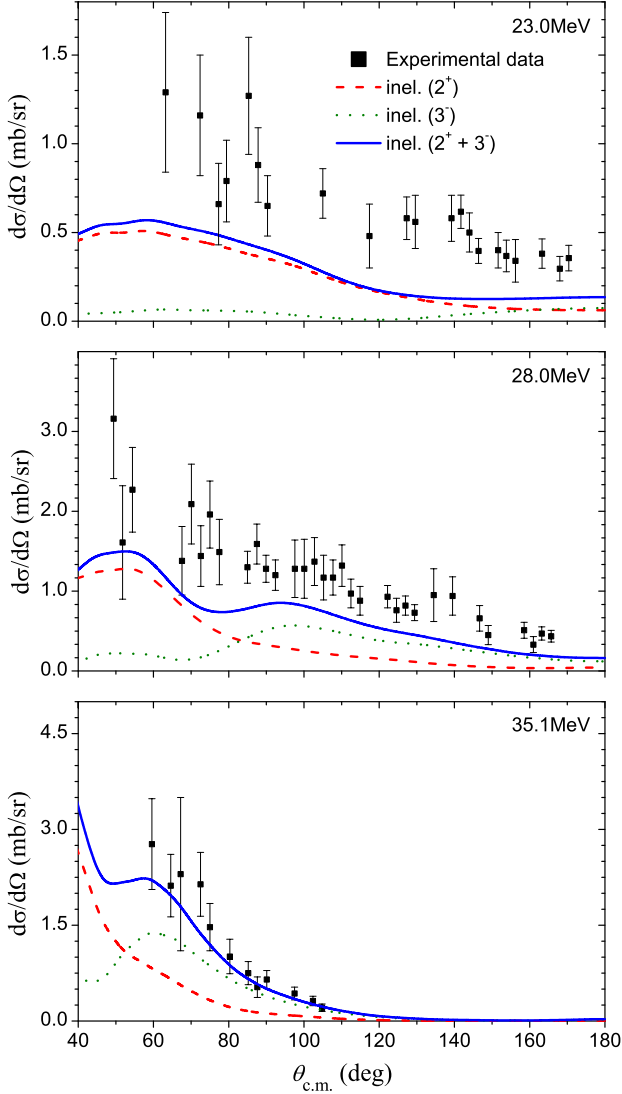 23.0MeV
Experimental data
inel. (2⁺)
inel. (3⁻)
inel. (2⁺ + 3⁻)
1.5
1.0
0.5
0.0
dσ/dΩ (mb/sr)
28.0MeV
3.0
2.0
1.0
0.0
dσ/dΩ (mb/sr)
35.1MeV
4.5
3.0
1.5
0.0
dσ/dΩ (mb/sr)
40 60 80 100 120 140 160 180
θc.m. (deg)